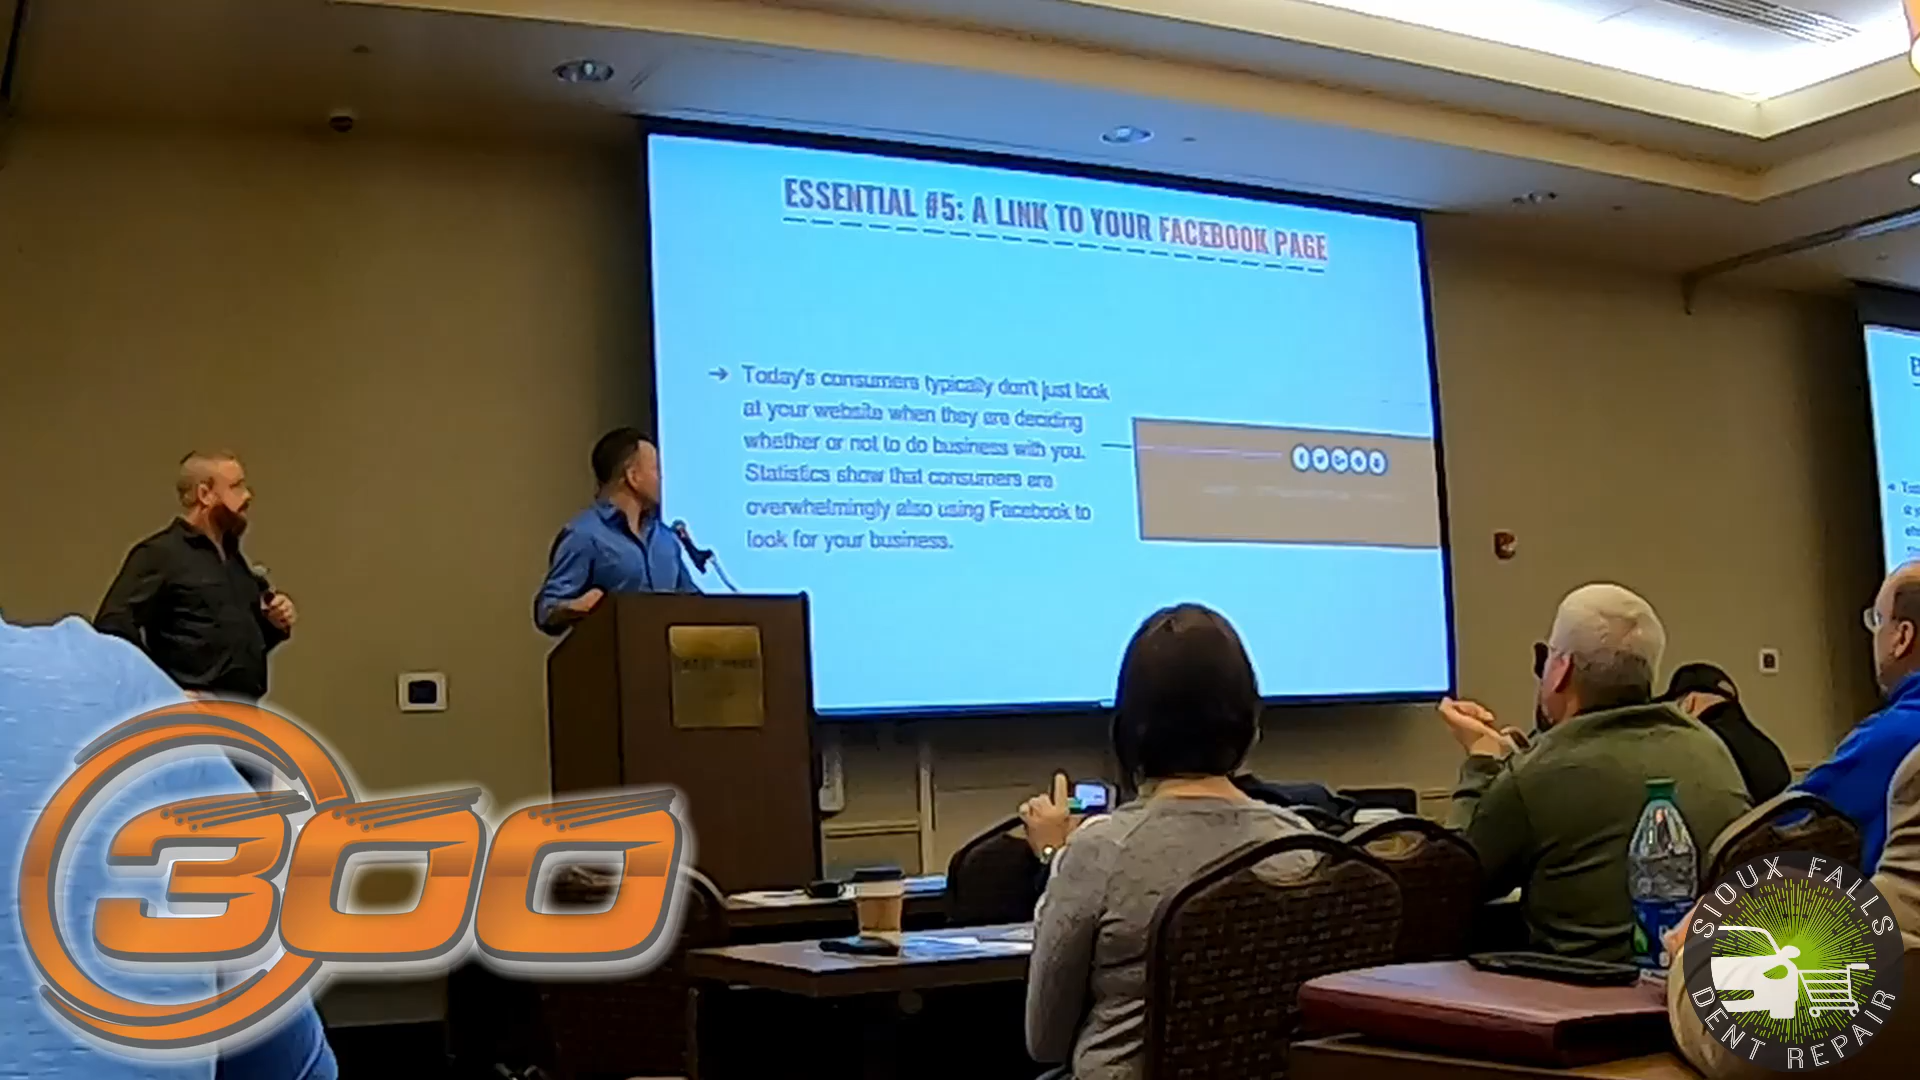 ESSENTIAL #5: A LINK TO YOUR FACEBOOK PAGE
➔ Today's consumers typically don't just look
at your website when they are deciding
whether or not to do business with you.
Statistics show that consumers are
overwhelmingly also using Facebook to
look for your business.
300
SIOUX FALLS
DENT REPAIR